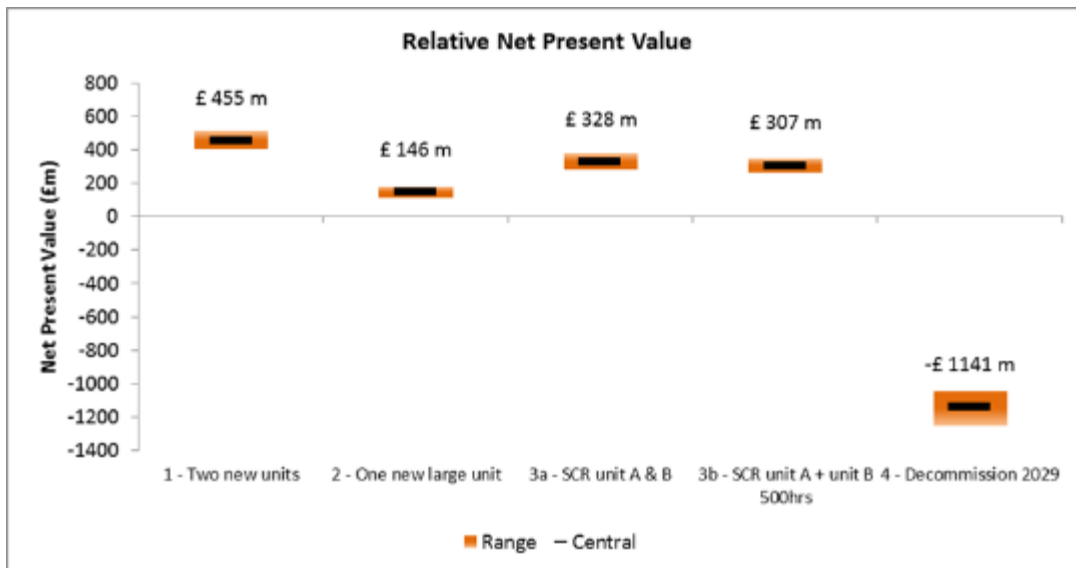 Relative Net Present Value
Net Present Value (£m)
800
600
400
200
0
-200
-400
-600
-800
-1000
-1200
-1400
£ 455 m
£ 146 m
£ 328 m
£ 307 m
-£ 1141 m
1 - Two new units
2 - One new large unit
3a - SCR unit A & B
3b - SCR unit A + unit B
500hrs
4 - Decommission 2029
Range
Central